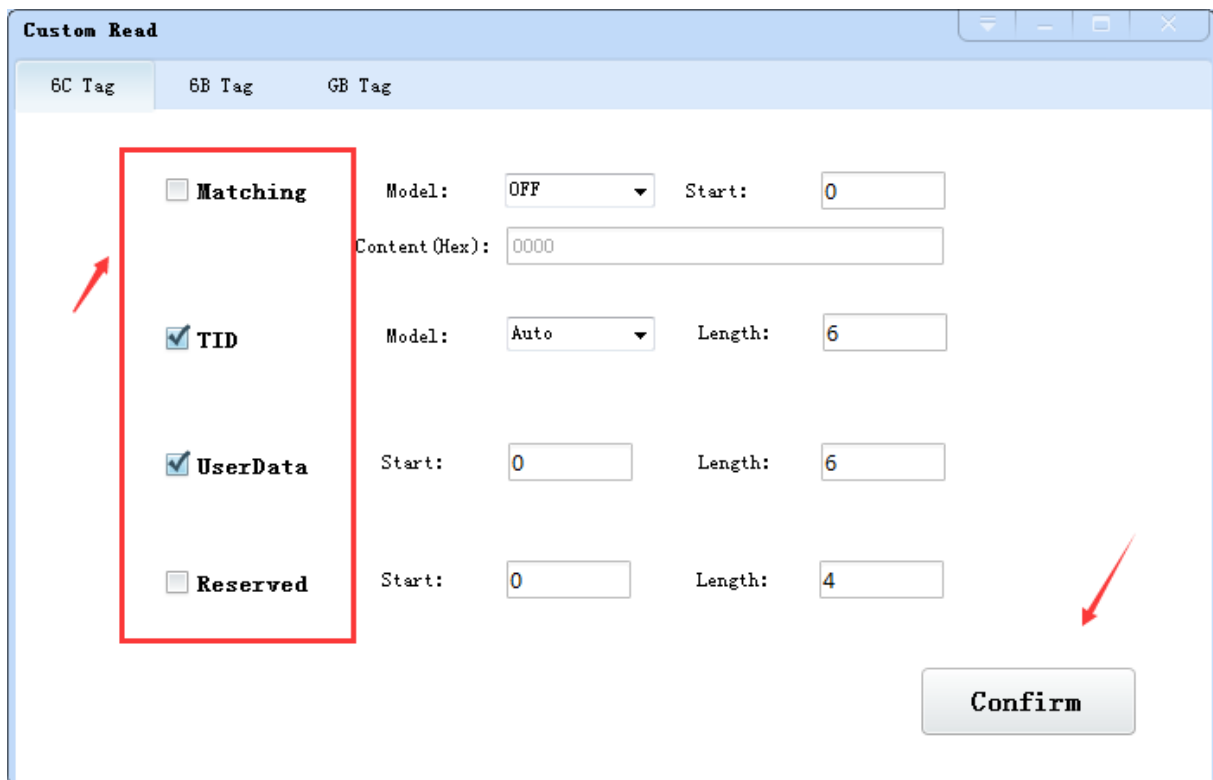 Custom Read
6C Tag 6B Tag GB Tag
Matching Model: OFF Start: 0
Content(Hex): 0000
TID Model: Auto Length: 6
UserData Start: 0 Length: 6
Reserved Start: 0 Length: 4
Confirm